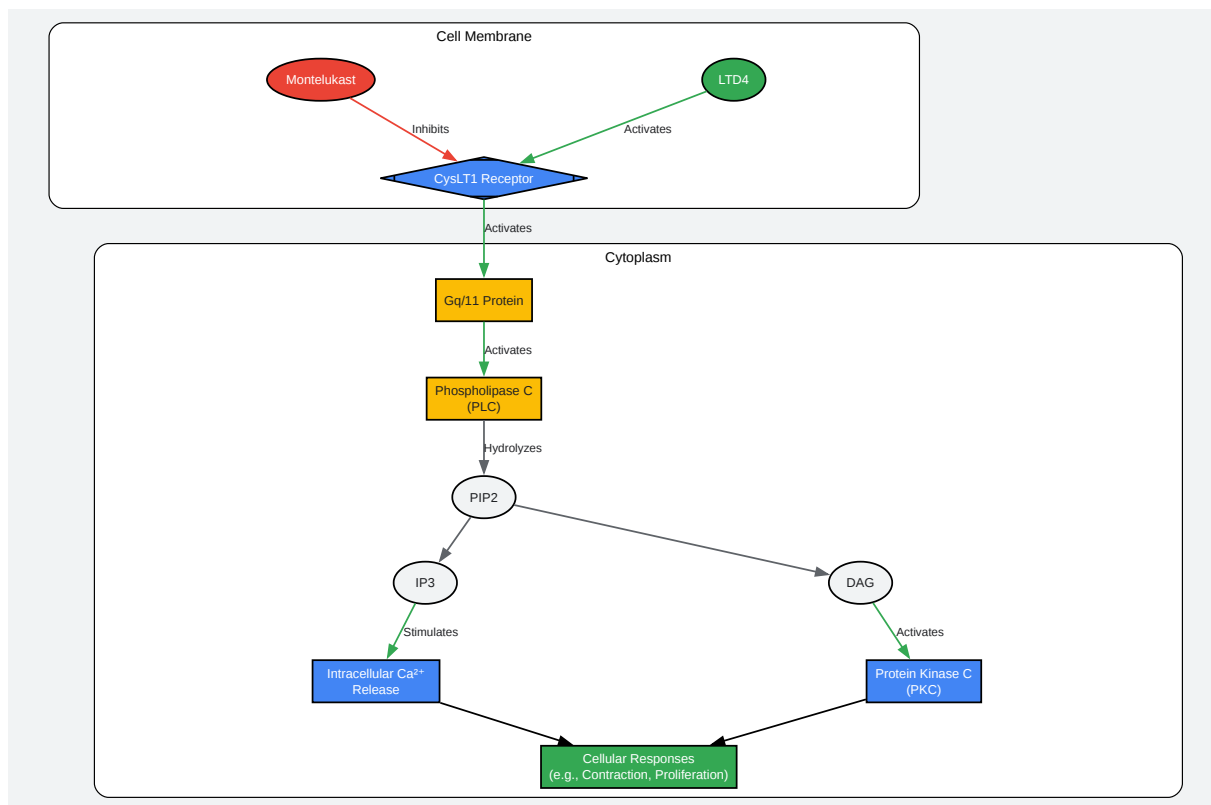 Cell Membrane
Montelukast
LTD4
Inhibits
Activates
CysLT1 Receptor
Activates
Cytoplasm
Gq/11 Protein
Activates
Phospholipase C
(PLC)
Hydrolyzes
PIP2
IP3
DAG
Stimulates
Activates
Intracellular Ca²⁺
Release
Protein Kinase C
(PKC)
Cellular Responses
(e.g., Contraction, Proliferation)